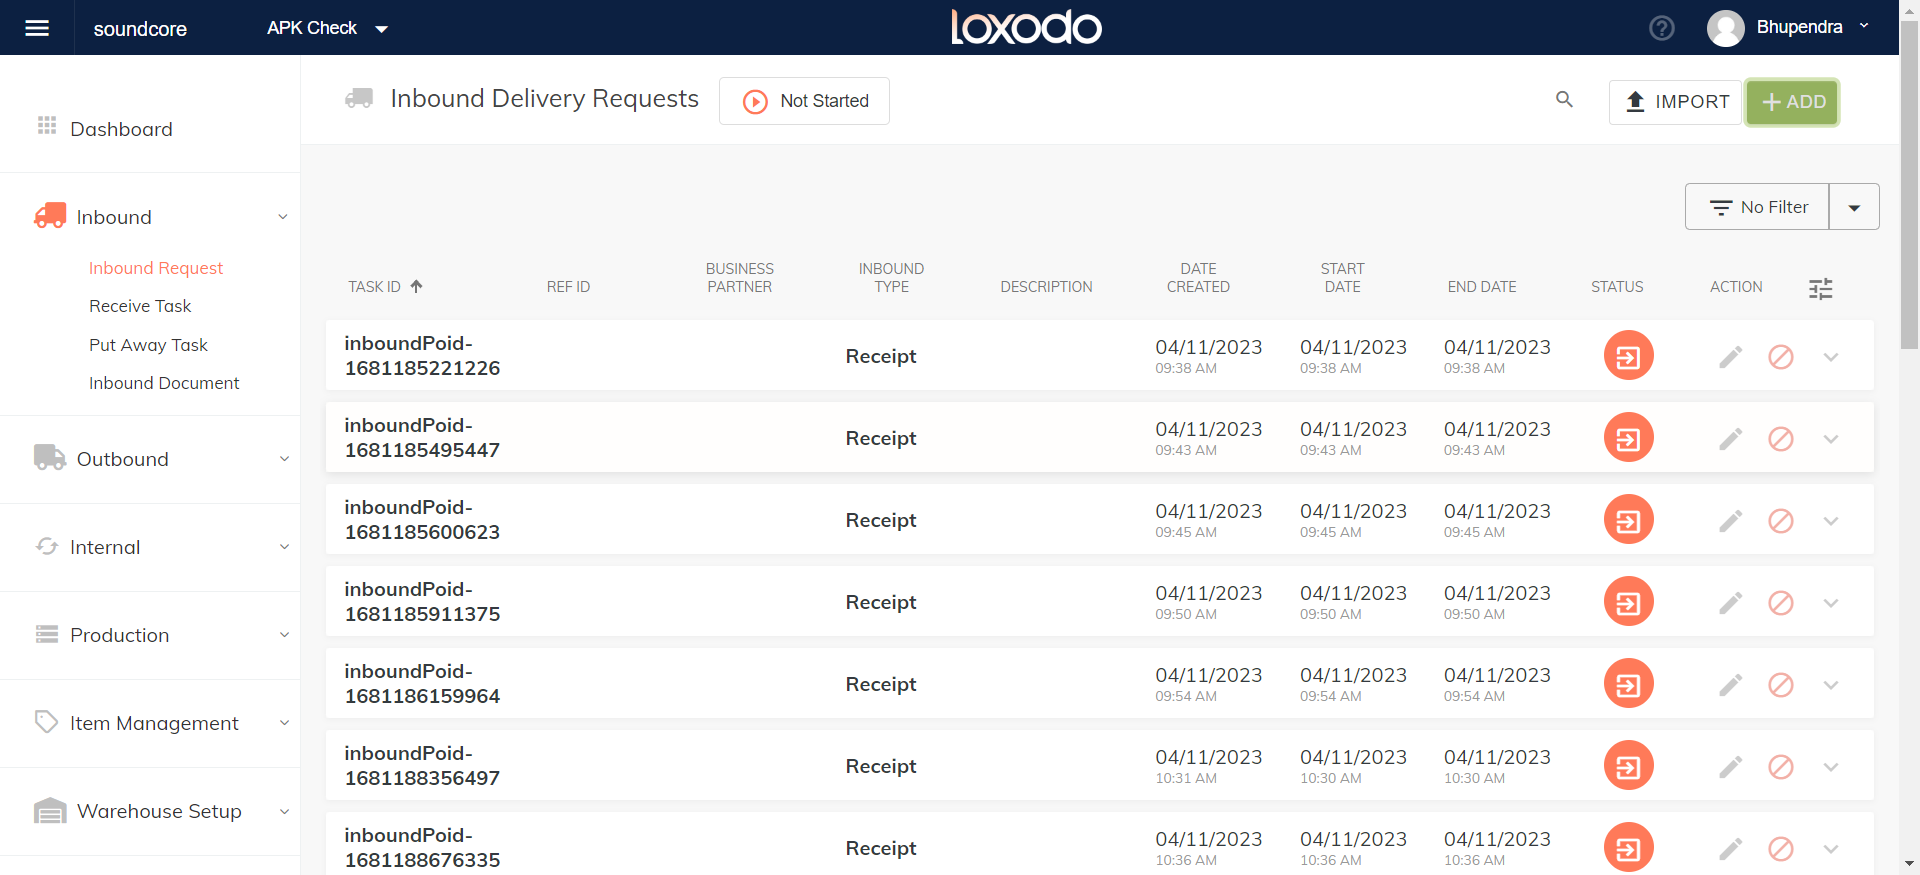 soundcore
APK Check
loxodo
Bhupendra
Dashboard
Inbound
Inbound Request
Receive Task
Put Away Task
Inbound Document
Outbound
Internal
Production
Item Management
Warehouse Setup
Inbound Delivery Requests
Not Started
IMPORT
+ ADD
No Filter
TASK ID REF ID BUSINESS PARTNER INBOUND TYPE DESCRIPTION DATE CREATED START DATE END DATE STATUS ACTION
inboundPoid-
1681185221226
Receipt
04/11/2023 04/11/2023 04/11/2023
09:38 AM 09:38 AM 09:38 AM
inboundPoid-
1681185495447
Receipt
04/11/2023 04/11/2023 04/11/2023
09:43 AM 09:43 AM 09:43 AM
inboundPoid-
1681185600623
Receipt
04/11/2023 04/11/2023 04/11/2023
09:45 AM 09:45 AM 09:45 AM
inboundPoid-
1681185911375
Receipt
04/11/2023 04/11/2023 04/11/2023
09:50 AM 09:50 AM 09:50 AM
inboundPoid-
1681186159964
Receipt
04/11/2023 04/11/2023 04/11/2023
09:54 AM 09:54 AM 09:54 AM
inboundPoid-
1681188356497
Receipt
04/11/2023 04/11/2023 04/11/2023
10:31 AM 10:30 AM 10:30 AM
inboundPoid-
1681188676335
Receipt
04/11/2023 04/11/2023 04/11/2023
10:36 AM 10:36 AM 10:36 AM